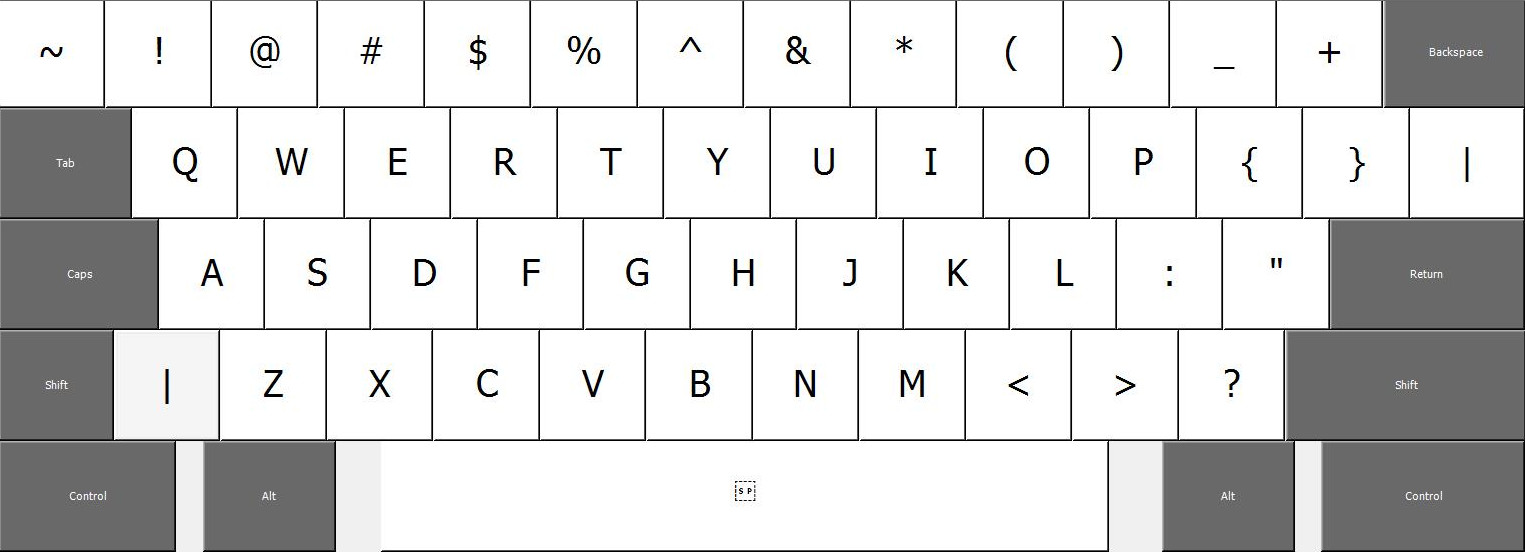 ~ ! @ # $ % ^ & * ( ) _ + Backspace
Tab Q W E R T Y U I O P { } |
Caps A S D F G H J K L : " Return
Shift | Z X C V B N M < > ? Shift
Control Alt SP Alt Control